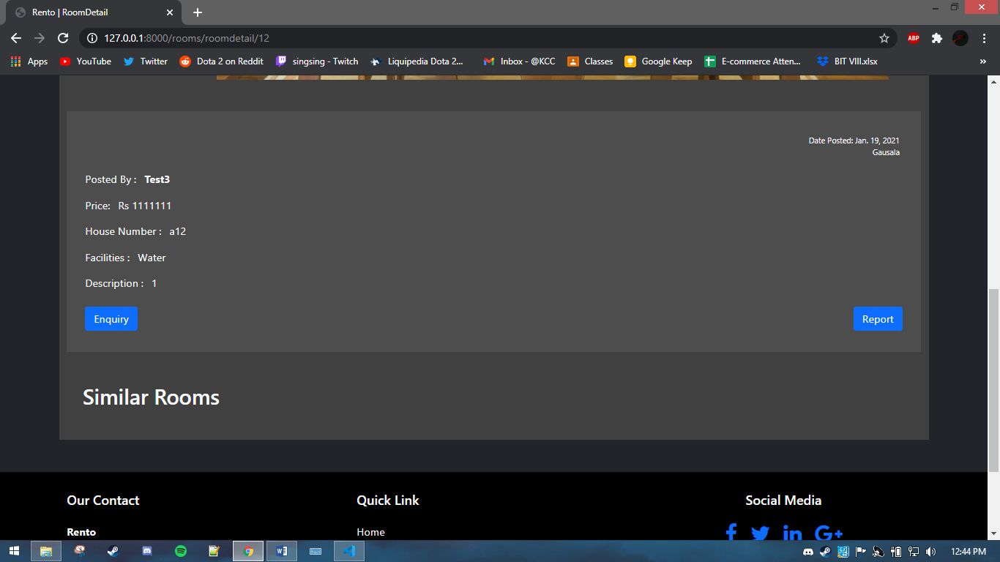 Rento | RoomDetail
127.0.0.1:8000/rooms/roomdetail/12
ABP
Apps YouTube Twitter Dota 2 on Reddit singsing - Twitch Liquipedia Dota 2... Inbox - @KCC Classes Google Keep E-commerce Atten... BIT VIII.xlsx »
Date Posted: Jan. 19, 2021
Gausala
Posted By : Test3
Price: Rs 1111111
House Number : a12
Facilities : Water
Description : 1
Enquiry Report
Similar Rooms
Our Contact Quick Link Social Media
Rento Home
12:44 PM